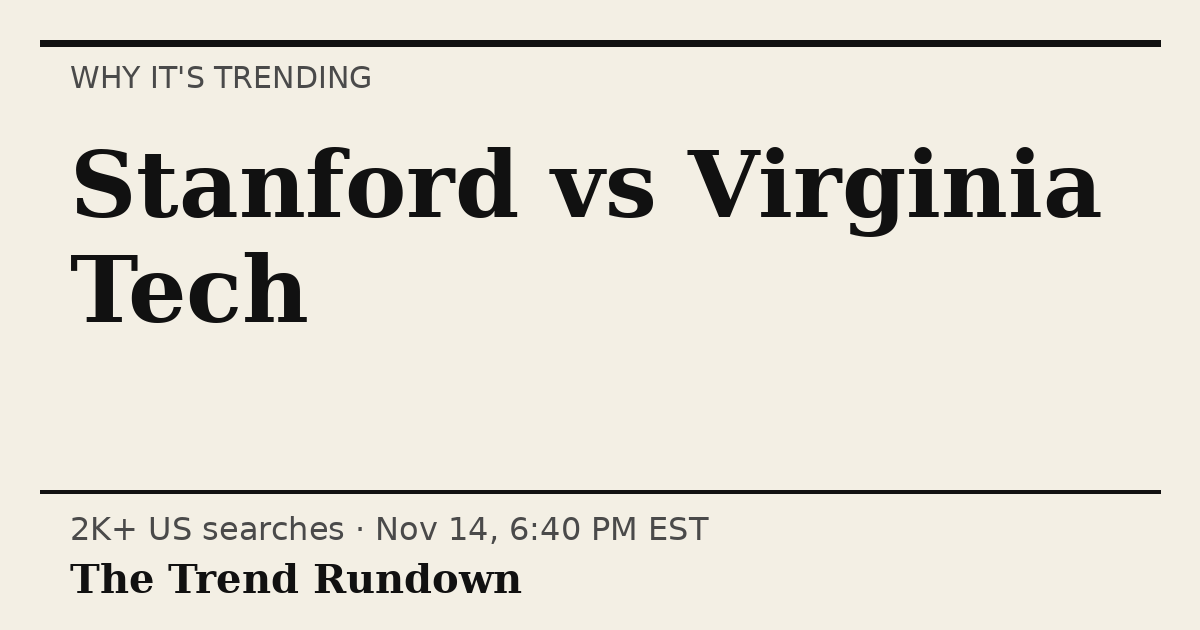 WHY IT'S TRENDING
Stanford vs Virginia
Tech
2K+ US searches · Nov 14, 6:40 PM EST
The Trend Rundown